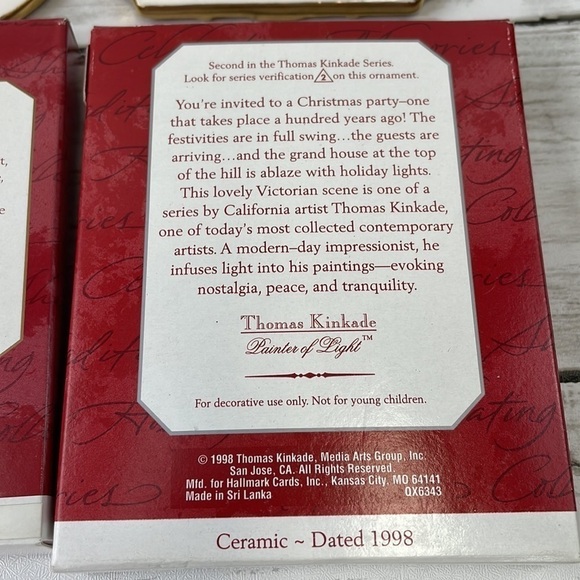 Second in the Thomas Kinkade Series.
Look for series verification 2 on this ornament.
You're invited to a Christmas party–one
that takes place a hundred years ago! The
festivities are in full swing…the guests are
arriving…and the grand house at the top
of the hill is ablaze with holiday lights.
This lovely Victorian scene is one of a
series by California artist Thomas Kinkade,
one of today's most collected contemporary
artists. A modern–day impressionist, he
infuses light into his paintings—evoking
nostalgia, peace, and tranquility.
Thomas Kinkade
Painter of Light™
For decorative use only. Not for young children.
© 1998 Thomas Kinkade, Media Arts Group, Inc.
San Jose, CA. All Rights Reserved.
Mfd. for Hallmark Cards, Inc., Kansas City, MO 64141
Made in Sri Lanka QX6343
Ceramic ~ Dated 1998